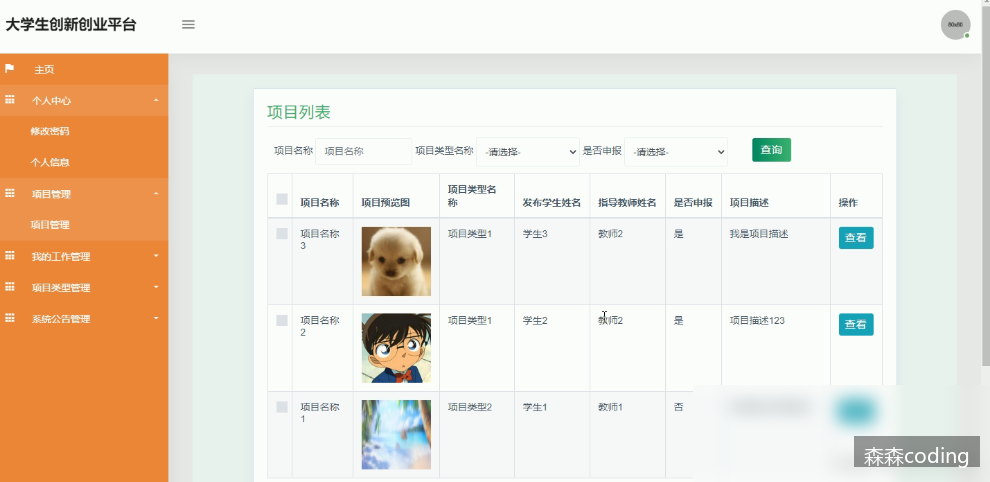 大学生创新创业平台
主页
个人中心
修改密码
个人信息
项目管理
项目管理
我的工作管理
项目类型管理
系统公告管理
项目列表
项目名称 项目名称 项目类型名称 -请选择- 是否申报 -请选择- 查询
项目名称 项目预览图 项目类型名称 发布学生姓名 指导教师姓名 是否申报 项目描述 操作
项目名称3 项目类型1 学生3 教师2 是 我是项目描述 查看
项目名称2 项目类型1 学生2 教师2 是 项目描述123 查看
项目名称1 项目类型2 学生1 教师1 否
森森coding